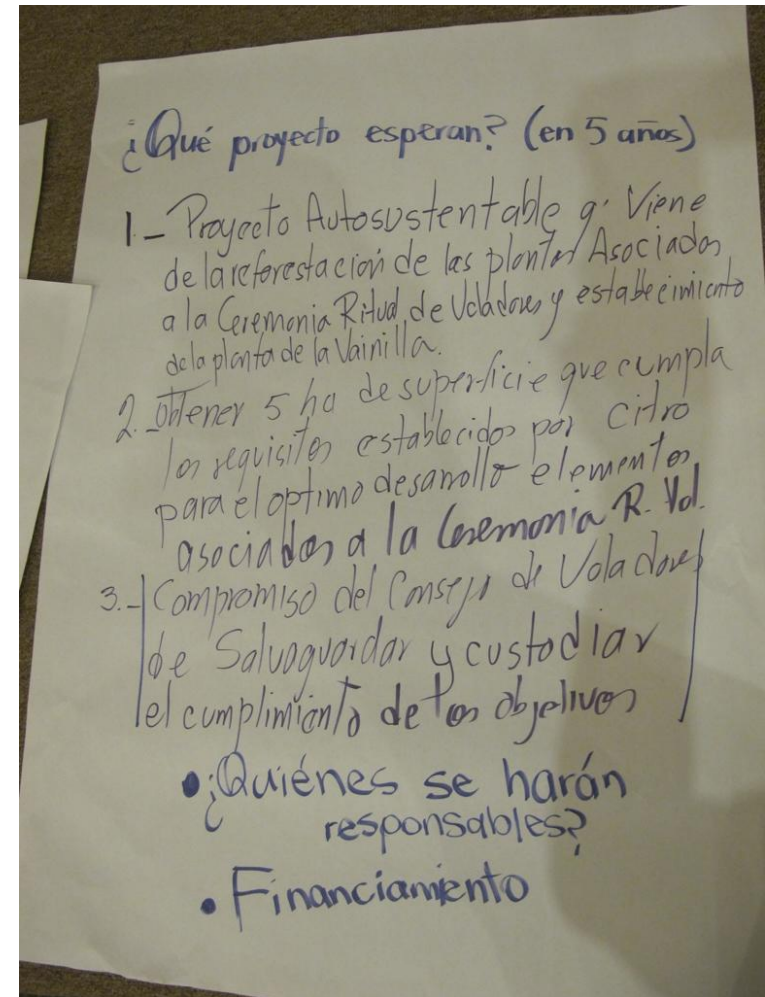 ¿Qué proyecto esperan? (en 5 años)
1.- Proyecto Autosustentable q' Viene
de la reforestación de las plantas Asociados
a la Ceremonia Ritual de Voladores y establecimiento
de la planta de la Vainilla.
2.- Obtener 5 ha de superficie que cumpla
los requisitos establecidos por citro
para el optimo desarrollo elementos
asociados a la Ceremonia R. Vol.
3.- Compromiso del Consejo de Voladores
de Salvaguardar y custodiar
el cumplimiento de los objetivos
• ¿Quiénes se harán
responsables?
• Financiamiento